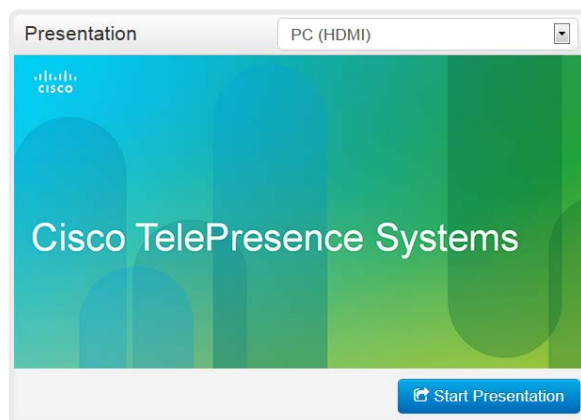 Presentation
PC (HDMI)
CISCO
Cisco TelePresence Systems
Start Presentation